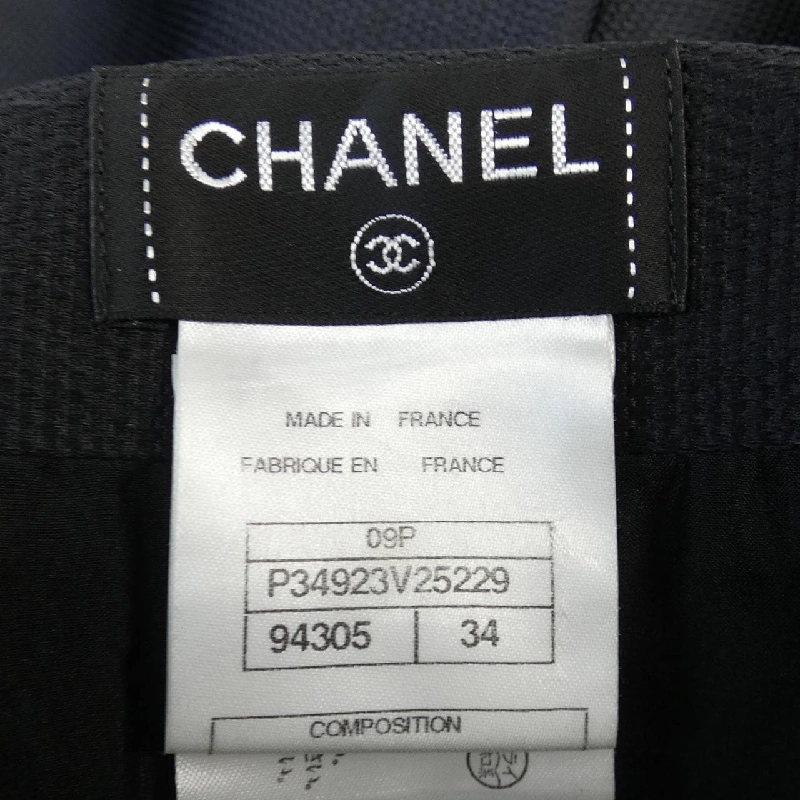 CHANEL
MADE IN FRANCE
FABRIQUE EN FRANCE
09P
P34923V25229
94305 34
COMPOSITION